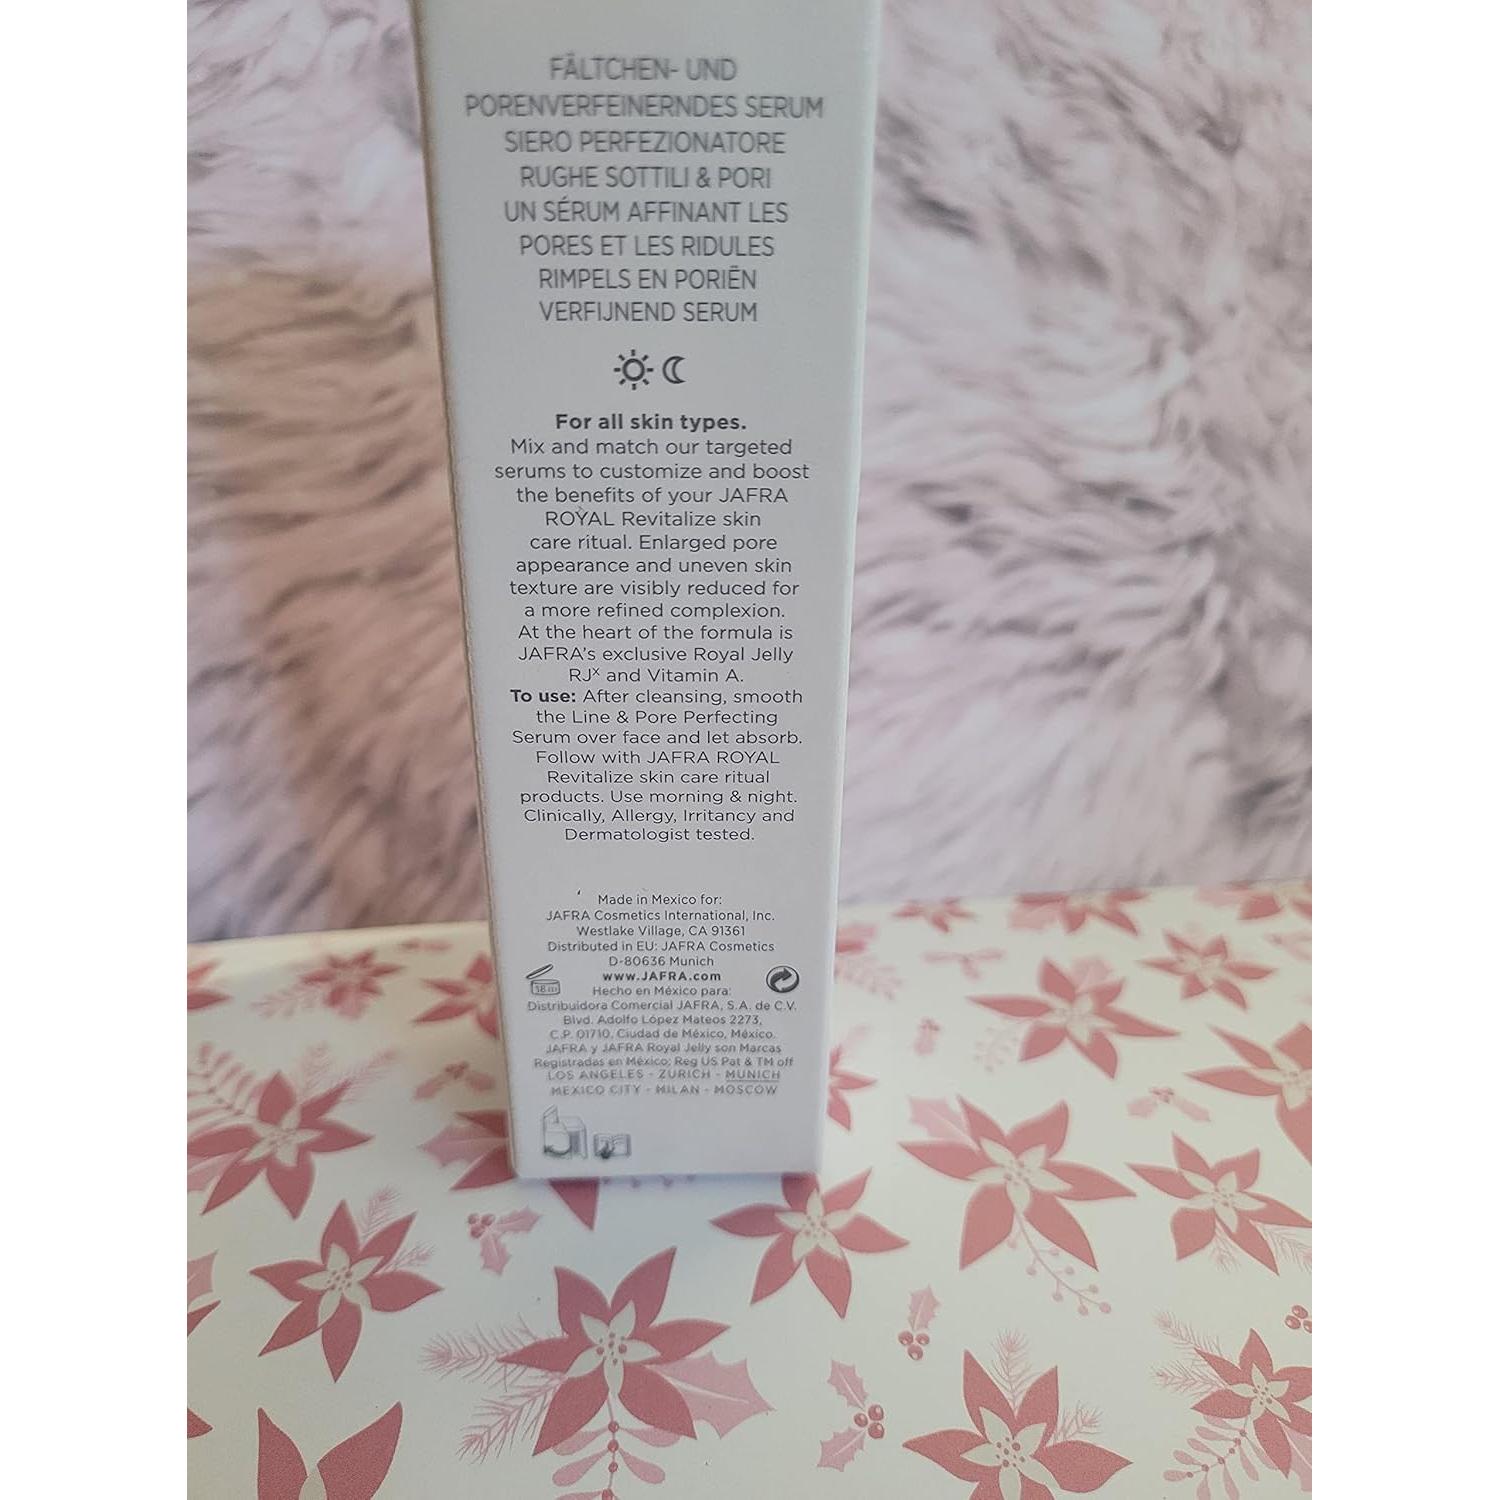 FÄLTCHEN- UND
PORENVERFEINERNDES SERUM
SIERO PERFEZIONATORE
RUGHE SOTTILI & PORI
UN SÉRUM AFFINANT LES
PORES ET LES RIDULES
RIMPELS EN PORIËN
VERFIJNEND SERUM
For all skin types.
Mix and match our targeted
serums to customize and boost
the benefits of your JAFRA
ROYAL Revitalize skin
care ritual. Enlarged pore
appearance and uneven skin
texture are visibly reduced for
a more refined complexion.
At the heart of the formula is
JAFRA's exclusive Royal Jelly
RJˣ and Vitamin A.
To use: After cleansing, smooth
the Line & Pore Perfecting
Serum over face and let absorb.
Follow with JAFRA ROYAL
Revitalize skin care ritual
products. Use morning & night.
Clinically, Allergy, Irritancy and
Dermatologist tested.
Made in Mexico for:
JAFRA Cosmetics International, Inc.
Westlake Village, CA 91361
Distributed in EU: JAFRA Cosmetics
D-80636 Munich
www.JAFRA.com
18 m
Hecho en México para:
Distribuidora Comercial JAFRA, S.A. de C.V.
Blvd. Adolfo López Mateos 2273,
C.P. 01710, Ciudad de México, México.
JAFRA y JAFRA Royal Jelly son Marcas
Registradas en México; Reg US Pat & TM off
LOS ANGELES - ZURICH - MUNICH
MEXICO CITY - MILAN - MOSCOW